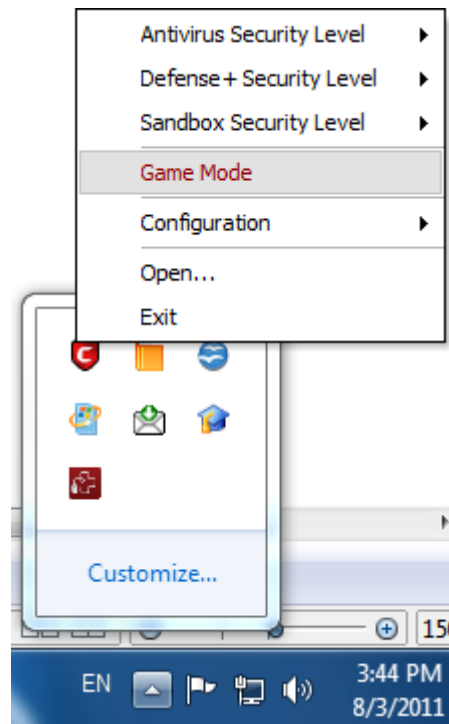 Antivirus Security Level
Defense+ Security Level
Sandbox Security Level
Game Mode
Configuration
Open...
Exit
Customize...
EN
3:44 PM
8/3/2011